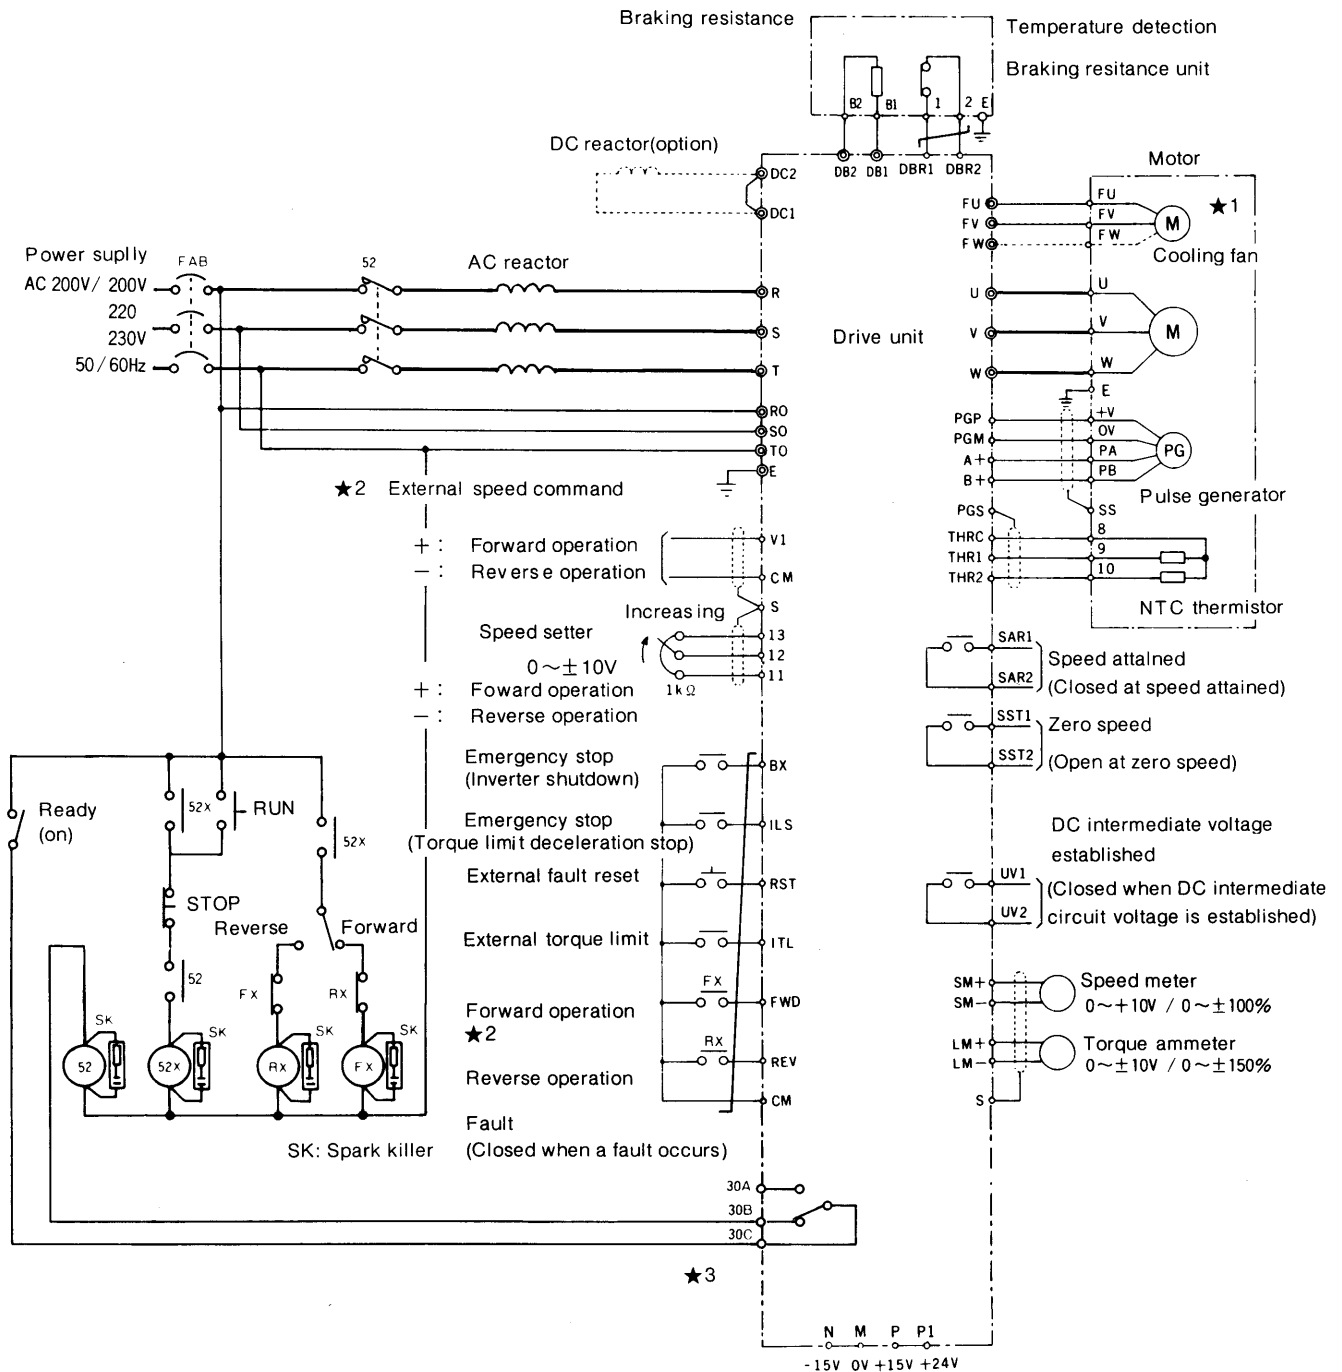 Braking resistance
Temperature detection
Braking resitance unit
B2 B1 1 2 E
DB2 DB1 DBR1 DBR2
DC reactor(option)
DC2
DC1
Motor
★1
FU FU
FV FV
FW FW
M
Cooling fan
Power suplly
AC 200V/ 200V
220
230V
50/60Hz
FAB
52
AC reactor
R
S
T
RO
SO
TO
E
Drive unit
U U
V V
W W
M
E
PGP +V
PGM OV
A+ PA
B+ PB
PG
Pulse generator
PGS SS
THRC 8
THR1 9
THR2 10
NTC thermistor
★2 External speed command
+ : Forward operation
− : Reverse operation
V1
CM
S
Increasing
Speed setter
0~±10V
1kΩ
13
12
11
+ : Foward operation
− : Reverse operation
SAR1
SAR2
Speed attained
(Closed at speed attained)
SST1
SST2
Zero speed
(Open at zero speed)
Emergency stop
(Inverter shutdown)
BX
Emergency stop
(Torque limit deceleration stop)
ILS
External fault reset
RST
External torque limit
ITL
FX
FWD
Forward operation
★2
RX
REV
Reverse operation
CM
DC intermediate voltage
established
UV1
UV2
(Closed when DC intermediate
circuit voltage is established)
SM+
SM−
Speed meter
0~+10V / 0~±100%
LM+
LM−
Torque ammeter
0~±10V / 0~±150%
S
Ready
(on)
52X
RUN
52X
STOP
Reverse
Forward
52
FX
RX
SK
SK
SK
SK
52
52X
RX
FX
SK: Spark killer
Fault
(Closed when a fault occurs)
30A
30B
30C
★3
N M P P1
-15V 0V +15V +24V